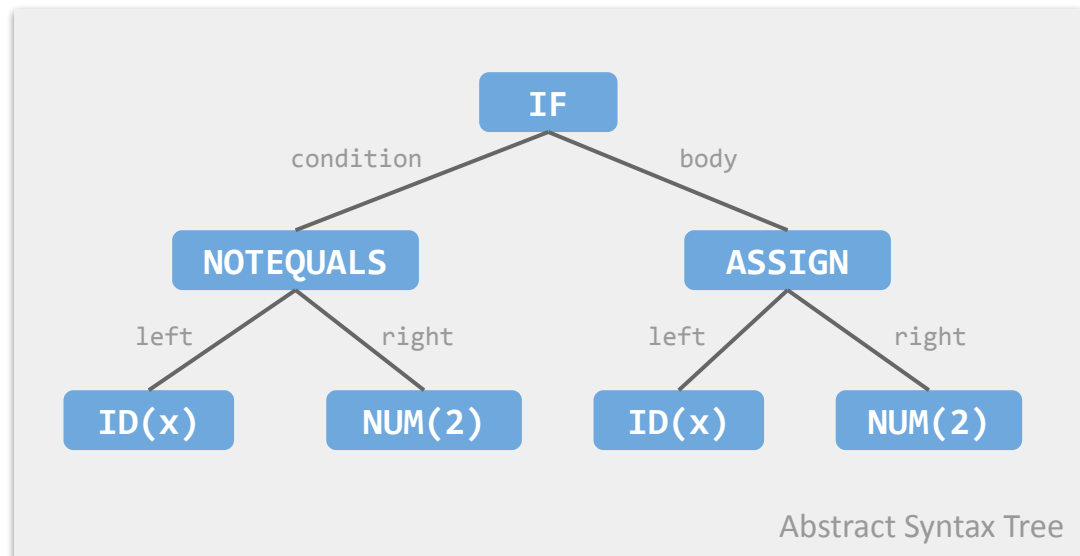 IF
condition
body
NOTEQUALS
ASSIGN
left
right
left
right
ID(x)
NUM(2)
ID(x)
NUM(2)
Abstract Syntax Tree